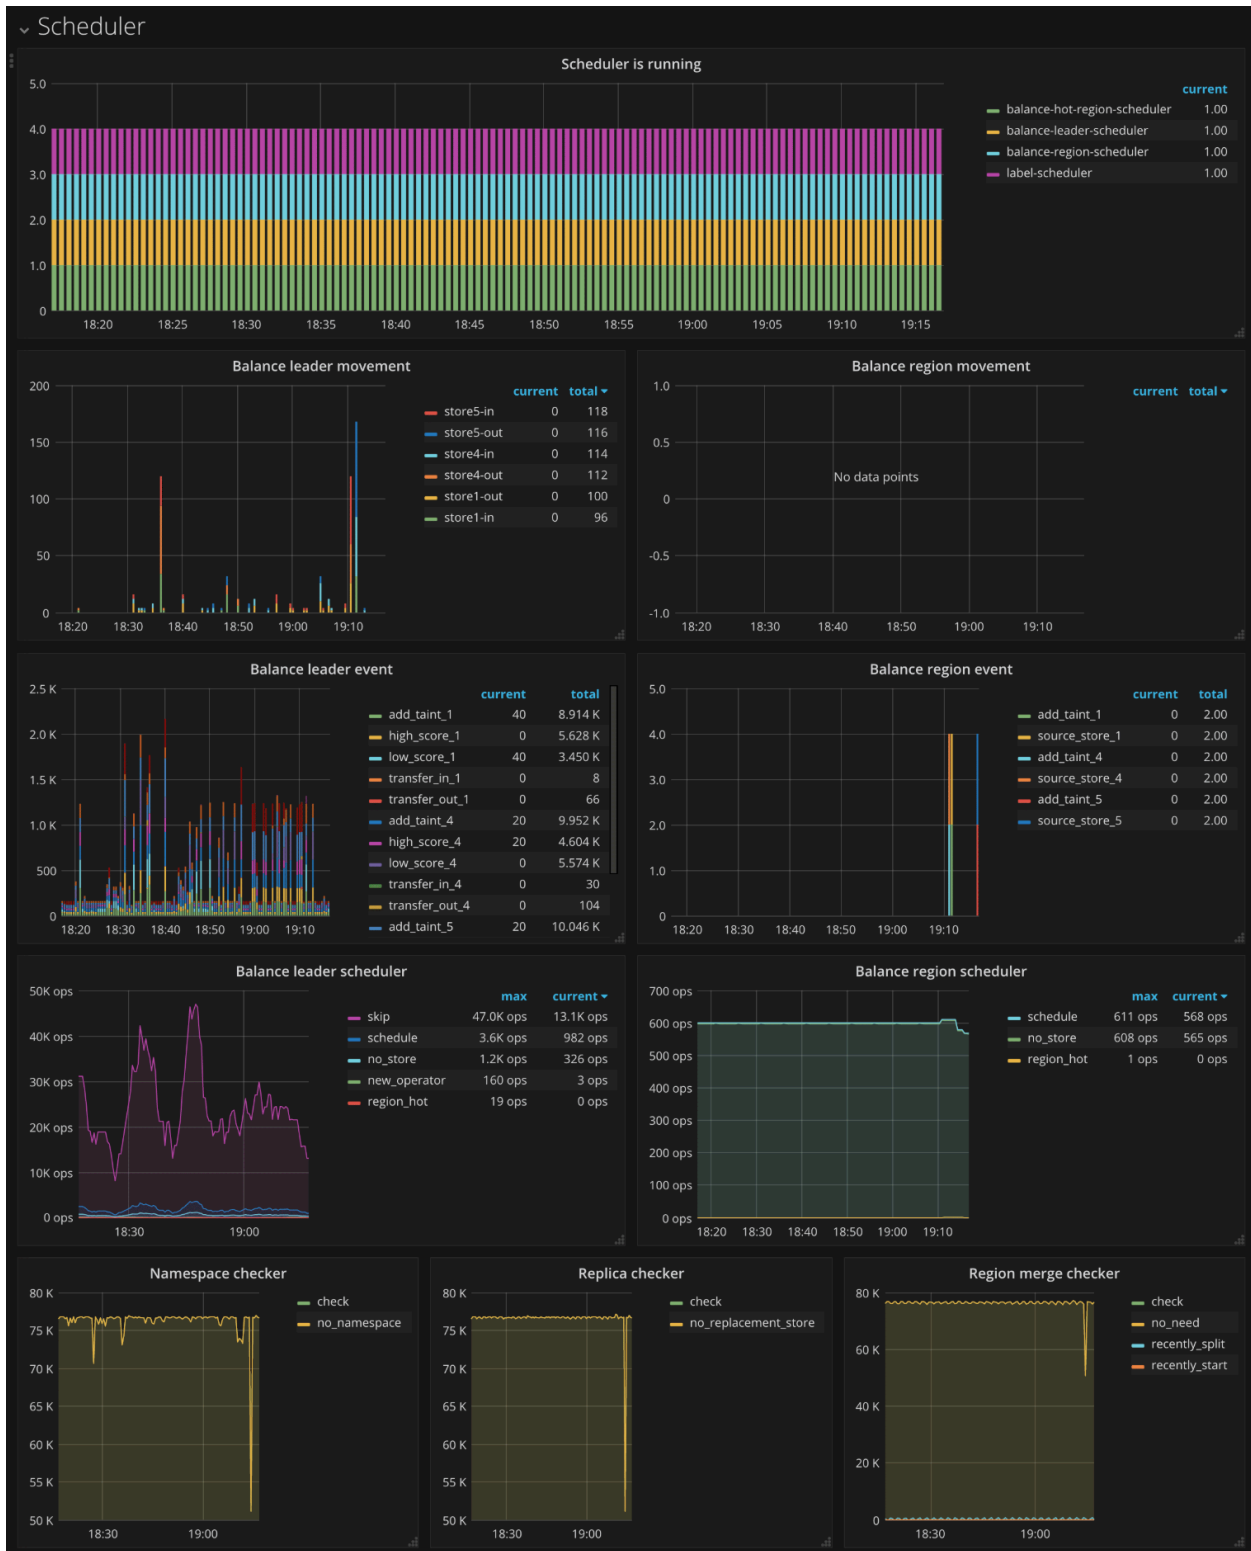 Scheduler
Scheduler is running
5.0
4.0
3.0
2.0
1.0
0
18:20 18:25 18:30 18:35 18:40 18:45 18:50 18:55 19:00 19:05 19:10 19:15
current
balance-hot-region-scheduler 1.00
balance-leader-scheduler 1.00
balance-region-scheduler 1.00
label-scheduler 1.00
Balance leader movement
200
150
100
50
0
18:20 18:30 18:40 18:50 19:00 19:10
current total
store5-in 0 118
store5-out 0 116
store4-in 0 114
store4-out 0 112
store1-out 0 100
store1-in 0 96
Balance region movement
1.0
0.5
0
-0.5
-1.0
No data points
18:20 18:30 18:40 18:50 19:00 19:10
current total
Balance leader event
2.5 K
2.0 K
1.5 K
1.0 K
500
0
18:20 18:30 18:40 18:50 19:00 19:10
current total
add_taint_1 40 8.914 K
high_score_1 0 5.628 K
low_score_1 40 3.450 K
transfer_in_1 0 8
transfer_out_1 0 66
add_taint_4 20 9.952 K
high_score_4 20 4.604 K
low_score_4 0 5.574 K
transfer_in_4 0 30
transfer_out_4 0 104
add_taint_5 20 10.046 K
Balance region event
5.0
4.0
3.0
2.0
1.0
0
18:20 18:30 18:40 18:50 19:00 19:10
current total
add_taint_1 0 2.00
source_store_1 0 2.00
add_taint_4 0 2.00
source_store_4 0 2.00
add_taint_5 0 2.00
source_store_5 0 2.00
Balance leader scheduler
50K ops
40K ops
30K ops
20K ops
10K ops
0 ops
18:30 19:00
max current
skip 47.0K ops 13.1K ops
schedule 3.6K ops 982 ops
no_store 1.2K ops 326 ops
new_operator 160 ops 3 ops
region_hot 19 ops 0 ops
Balance region scheduler
700 ops
600 ops
500 ops
400 ops
300 ops
200 ops
100 ops
0 ops
18:20 18:30 18:40 18:50 19:00 19:10
max current
schedule 611 ops 568 ops
no_store 608 ops 565 ops
region_hot 1 ops 0 ops
Namespace checker
80 K
75 K
70 K
65 K
60 K
55 K
50 K
18:30 19:00
check
no_namespace
Replica checker
80 K
75 K
70 K
65 K
60 K
55 K
50 K
18:30 19:00
check
no_replacement_store
Region merge checker
80 K
60 K
40 K
20 K
0
18:30 19:00
check
no_need
recently_split
recently_start